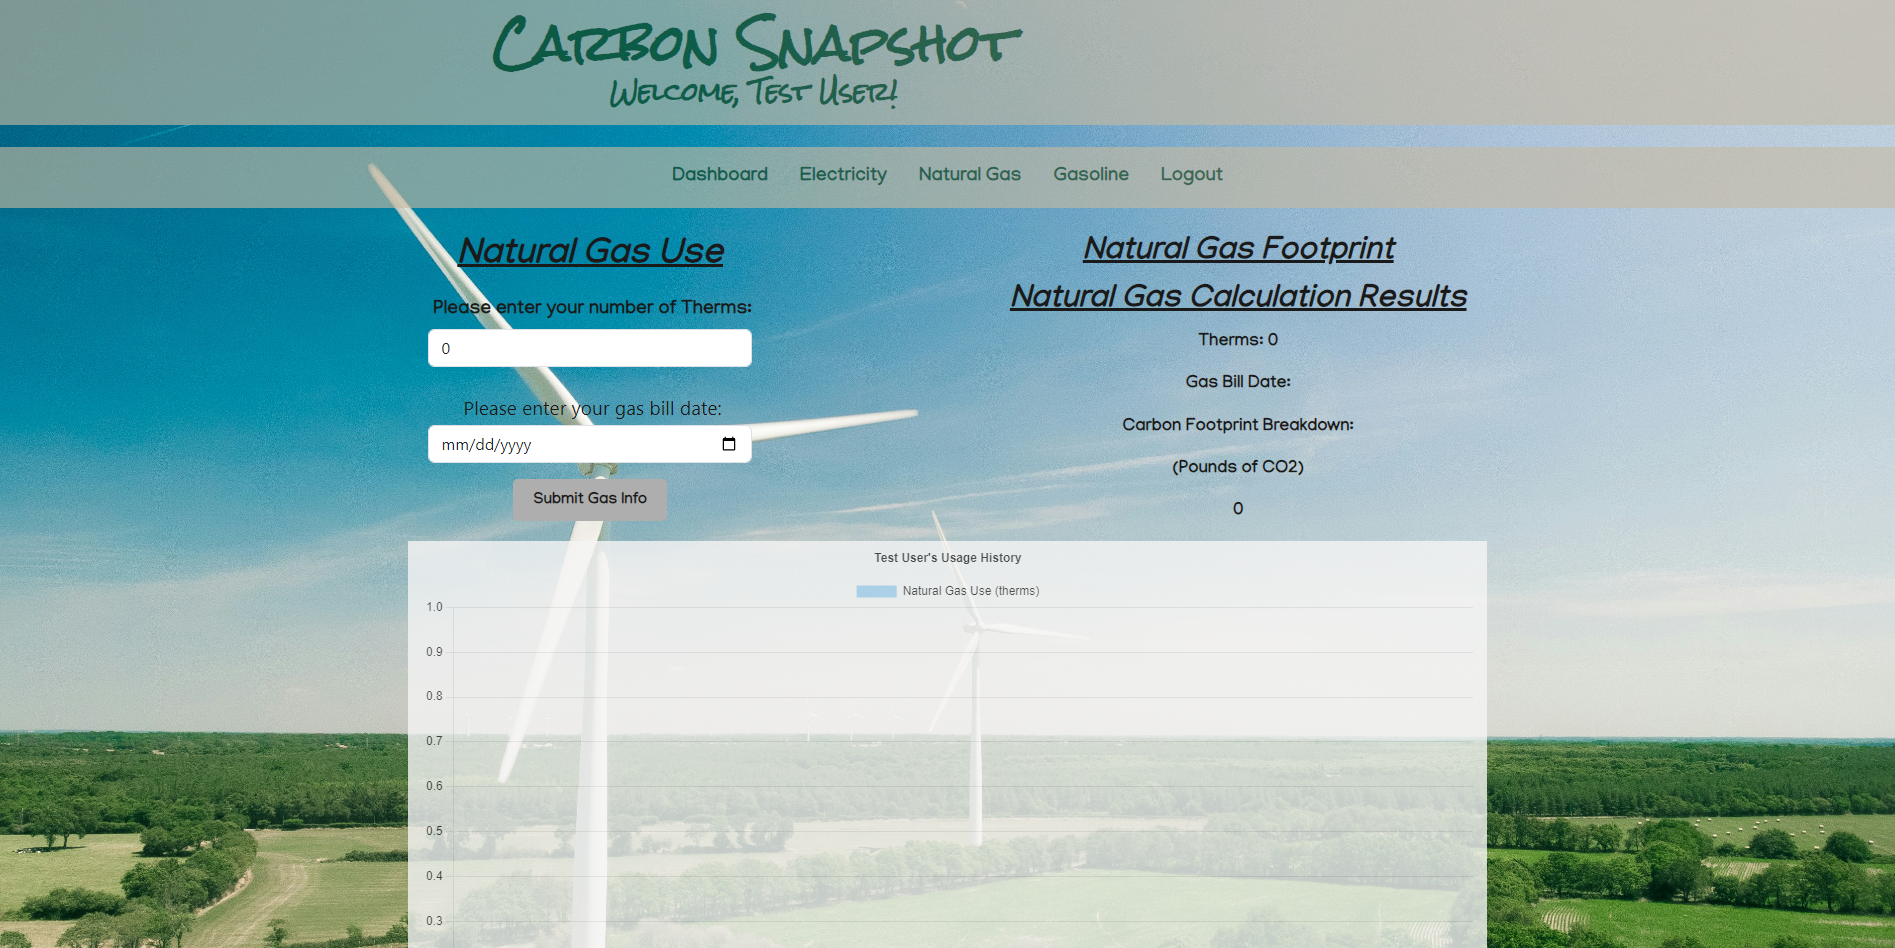 Carbon Snapshot
Welcome, Test User!
Dashboard Electricity Natural Gas Gasoline Logout
Natural Gas Use
Please enter your number of Therms:
0
Please enter your gas bill date:
mm/dd/yyyy
Submit Gas Info
Natural Gas Footprint
Natural Gas Calculation Results
Therms: 0
Gas Bill Date:
Carbon Footprint Breakdown:
(Pounds of CO2)
0
Test User's Usage History
Natural Gas Use (therms)
1.0
0.9
0.8
0.7
0.6
0.5
0.4
0.3